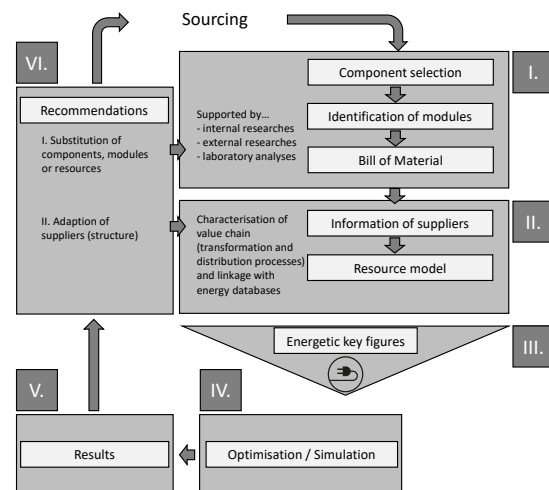 Sourcing
VI.
I.
Component selection
Recommendations
Supported by...
- internal researches
- external researches
- laboratory analyses
Identification of modules
I. Substitution of
components, modules
or resources
Bill of Material
II.
II. Adaption of
suppliers (structure)
Characterisation of
value chain
(transformation and
distribution processes)
and linkage with
energy databases
Information of suppliers
Resource model
Energetic key figures
III.
V.
IV.
Results
Optimisation / Simulation